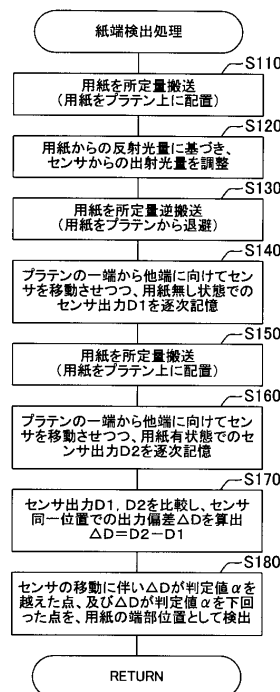 紙端検出処理
S110
用紙を所定量搬送
(用紙をプラテン上に配置)
S120
用紙からの反射光量に基づき、
センサからの出射光量を調整
S130
用紙を所定量逆搬送
(用紙をプラテンから退避)
S140
プラテンの一端から他端に向けてセン
サを移動させつつ、用紙無し状態での
センサ出力D1を逐次記憶
S150
用紙を所定量搬送
(用紙をプラテン上に配置)
S160
プラテンの一端から他端に向けてセン
サを移動させつつ、用紙有状態での
センサ出力D2を逐次記憶
S170
センサ出力D1, D2を比較し、センサ
同一位置での出力偏差△Dを算出
△D=D2-D1
S180
センサの移動に伴い△Dが判定値αを
越えた点、及び△Dが判定値αを下回
った点を、用紙の端部位置として検出
RETURN